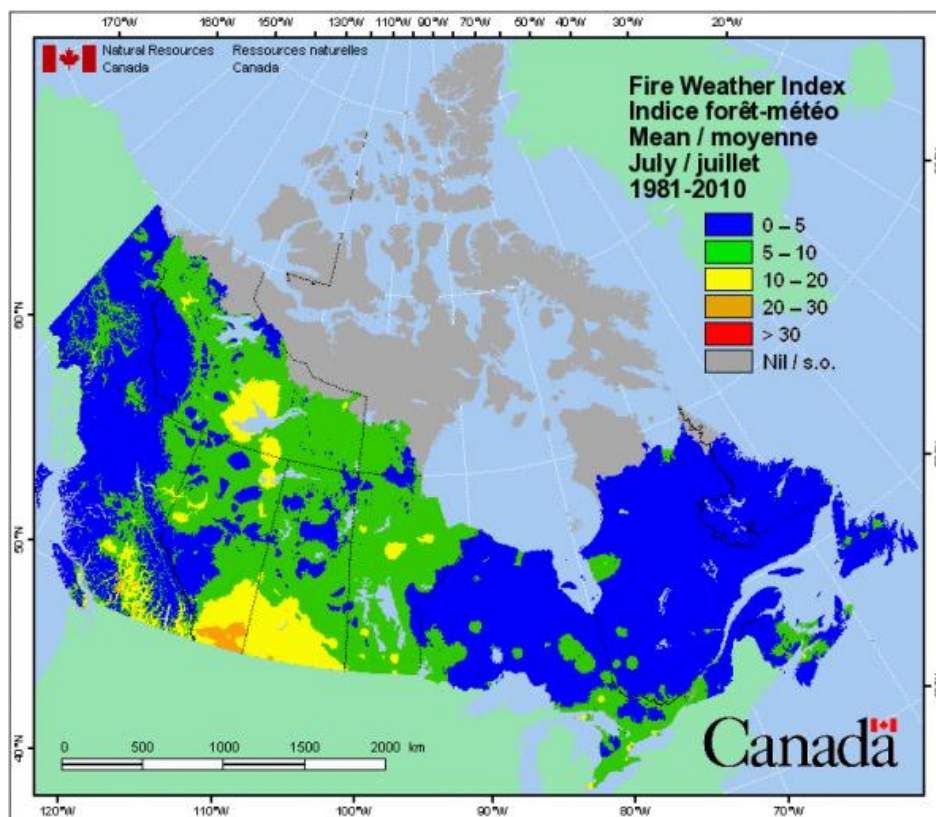 170°W 160°W 150°W 130°W 110°W 90°W 80°W 70°W 60°W 50°W 40°W 30°W 20°W
Natural Resources Ressources naturelles
Canada Canada
Fire Weather Index
Indice forêt-météo
Mean / moyenne
July / juillet
1981-2010
0 – 5
5 – 10
10 – 20
20 – 30
> 30
Nil / s.o.
60°N
50°N
40°N
0 500 1000 1500 2000 km
Canada
120°W 110°W 100°W 90°W 80°W 70°W